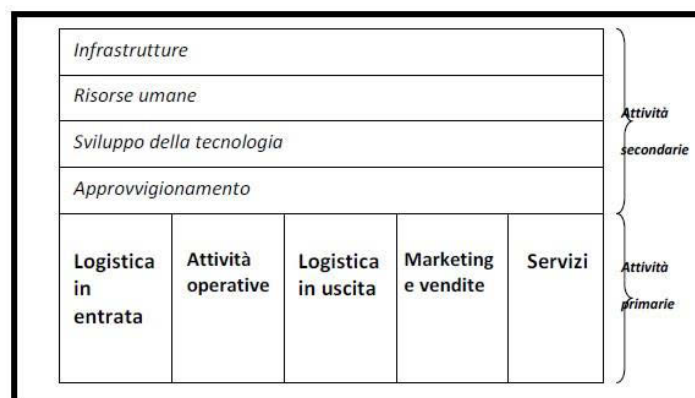 Infrastrutture
Risorse umane
Sviluppo della tecnologia
Approvvigionamento
Attività
secondarie
Logistica
in
entrata
Attività
operative
Logistica
in uscita
Marketing
e vendite
Servizi
Attività
primarie